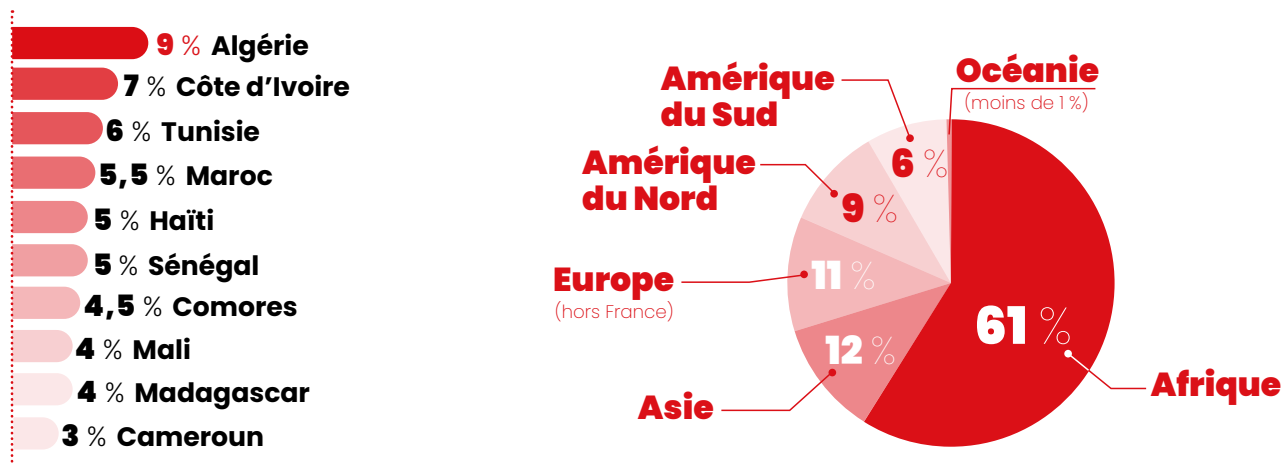 9 % Algérie
7 % Côte d’Ivoire
6 % Tunisie
5,5 % Maroc
5 % Haïti
5 % Sénégal
4,5 % Comores
4 % Mali
4 % Madagascar
3 % Cameroun
Océanie
(moins de 1 %)
Amérique
du Sud
6 %
Amérique
du Nord
9 %
Europe
(hors France)
11 %
Asie
12 %
61 %
Afrique